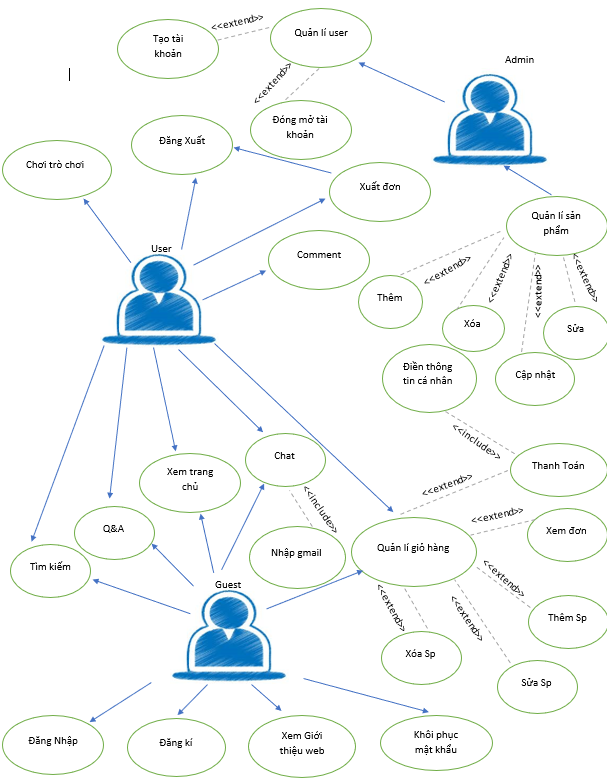 <<extend>>
Tạo tài
khoản
Quản lí user
<<extend>>
Admin
Đóng mở tài
khoản
Đăng Xuất
Chơi trò chơi
Xuất đơn
Quản lí sản
phẩm
User
Comment
<<extend>>
<<extend>>
<<extend>>
<<extend>>
Thêm
Xóa
Sửa
Điền thông
tin cá nhân
Cập nhật
<<include>>
Chat
Thanh Toán
Xem trang
chủ
<<extend>>
<<include>>
<<extend>>
Q&A
Xem đơn
Nhập gmail
Quản lí giỏ hàng
Tìm kiếm
<<extend>>
Guest
<<extend>>
<<extend>>
Thêm Sp
Xóa Sp
Sửa Sp
Đăng Nhập
Đăng kí
Xem Giới
thiệu web
Khôi phục
mật khẩu